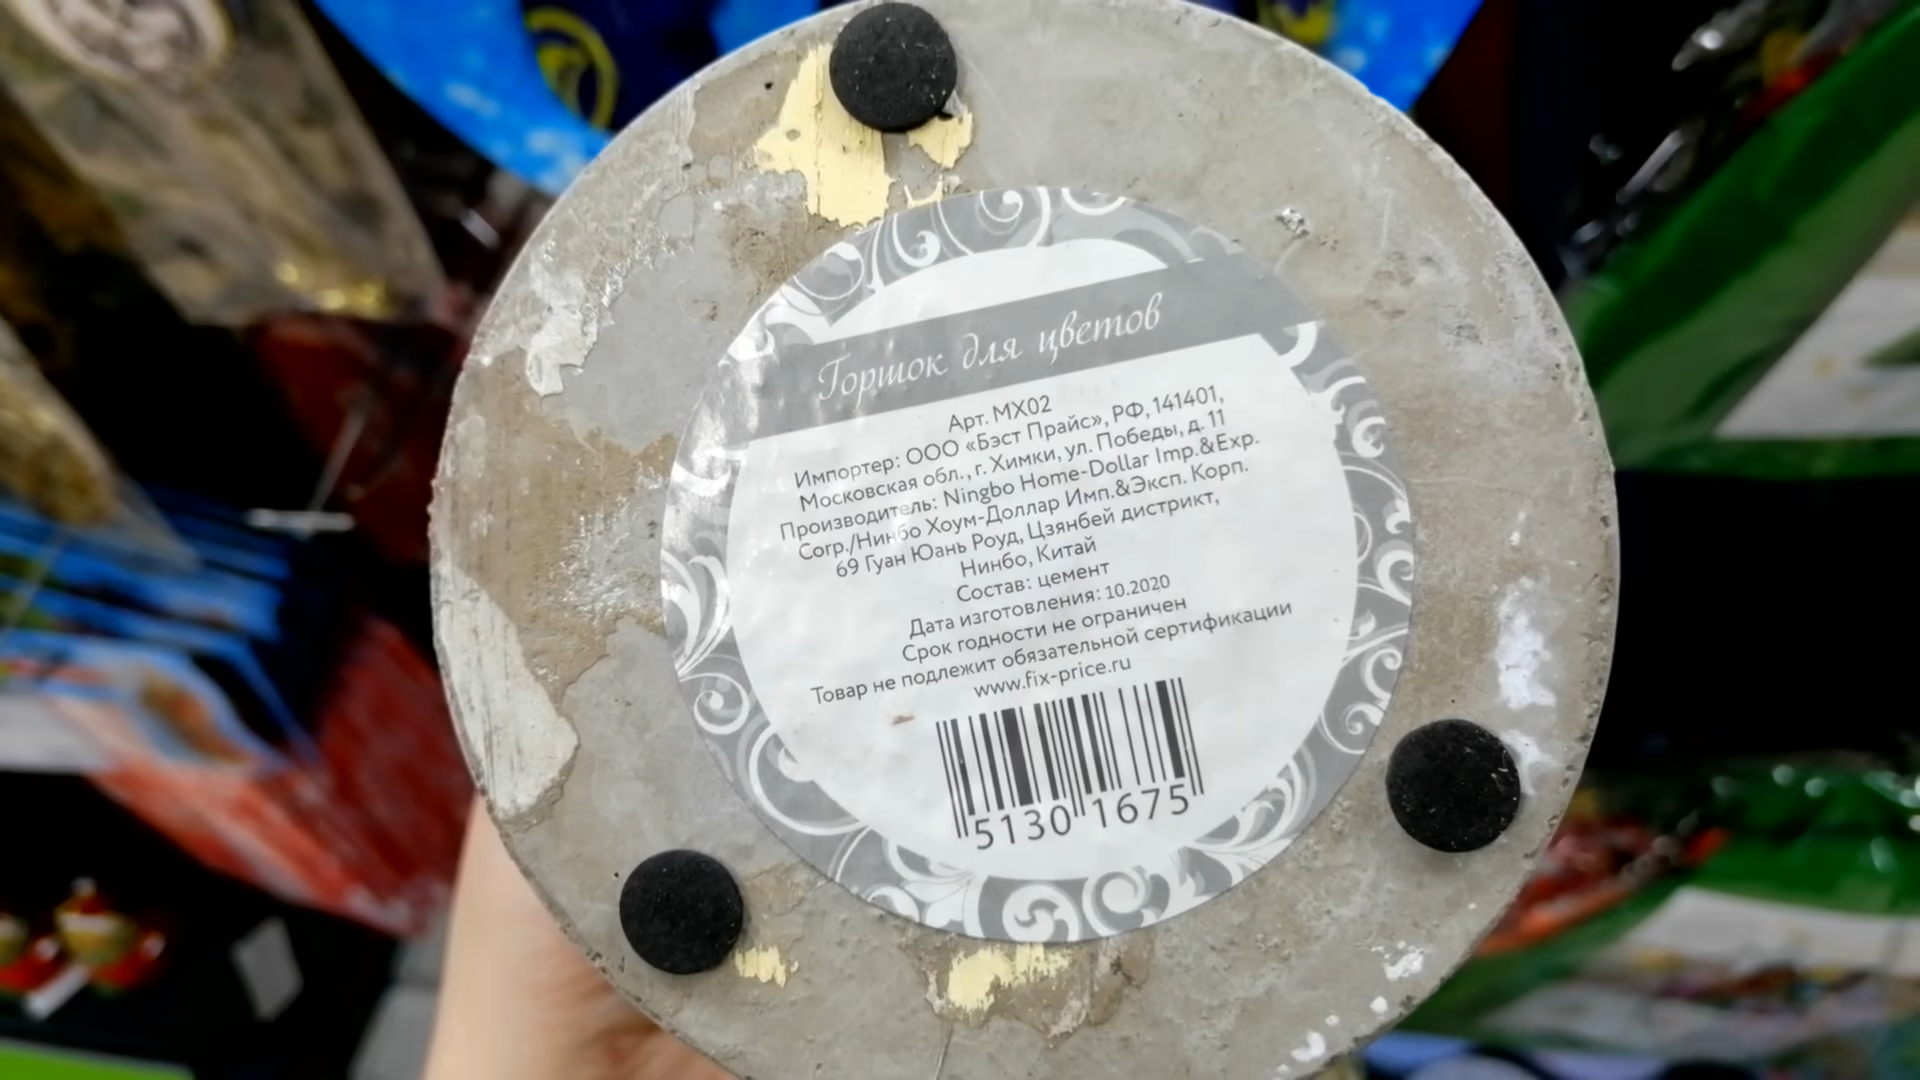 Горшок для цветов
Арт. MX02
Импортер: ООО «Бэст Прайс», РФ, 141401,
Московская обл., г. Химки, ул. Победы, д. 11
Производитель: Ningbo Home-Dollar Imp.&Exp.
Corp./Нинбо Хоум-Доллар Имп.&Эксп. Корп.
69 Гуан Юань Роуд, Цзянбей дистрикт,
Нинбо, Китай
Состав: цемент
Дата изготовления: 10.2020
Срок годности не ограничен
Товар не подлежит обязательной сертификации
www.fix-price.ru
5130 1675